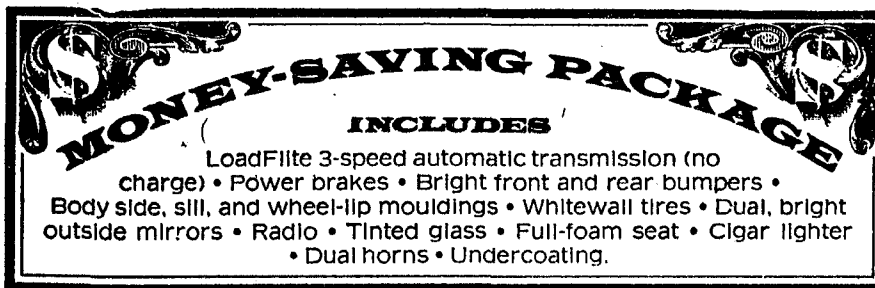 MONEY-SAVING PACKAGE
INCLUDES
LoadFlite 3-speed automatic transmission (no
charge) • Power brakes • Bright front and rear bumpers •
Body side, sill, and wheel-lip mouldings • Whitewall tires • Dual, bright
outside mirrors • Radio • Tinted glass • Full-foam seat • Cigar lighter
• Dual horns • Undercoating.